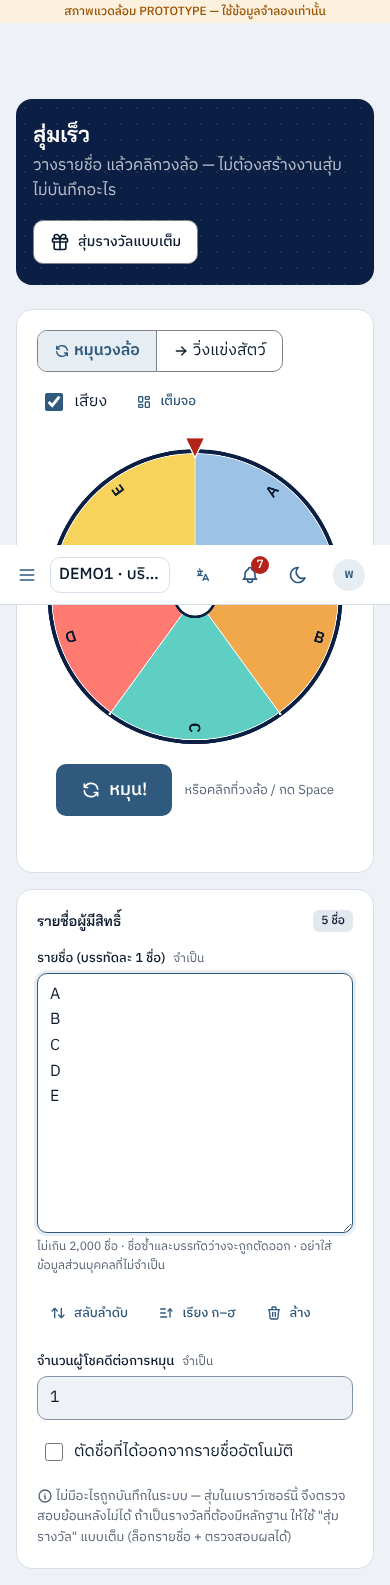 สภาพแวดล้อม PROTOTYPE — ใช้ข้อมูลจำลองเท่านั้น
สุ่มเร็ว
วางรายชื่อ แล้วคลิกวงล้อ — ไม่ต้องสร้างงานสุ่ม
ไม่บันทึกอะไร
สุ่มรางวัลแบบเต็ม
หมุนวงล้อ
วิ่งแข่งสัตว์
เสียง
เต็มจอ
E
A
DEMO1 · บริ...
7
W
D
B
C
หมุน!
หรือคลิกที่วงล้อ / กด Space
รายชื่อผู้มีสิทธิ์
5 ชื่อ
รายชื่อ (บรรทัดละ 1 ชื่อ) จำเป็น
A
B
C
D
E
ไม่เกิน 2,000 ชื่อ · ชื่อซ้ำและบรรทัดว่างจะถูกตัดออก · อย่าใส่
ข้อมูลส่วนบุคคลที่ไม่จำเป็น
สลับลำดับ
เรียง ก–ฮ
ล้าง
จำนวนผู้โชคดีต่อการหมุน จำเป็น
1
ตัดชื่อที่ได้ออกจากรายชื่ออัตโนมัติ
ไม่มีอะไรถูกบันทึกในระบบ — สุ่มในเบราว์เซอร์นี้ จึงตรวจ
สอบย้อนหลังไม่ได้ ถ้าเป็นรางวัลที่ต้องมีหลักฐาน ให้ใช้ "สุ่ม
รางวัล" แบบเต็ม (ล็อกรายชื่อ + ตรวจสอบผลได้)